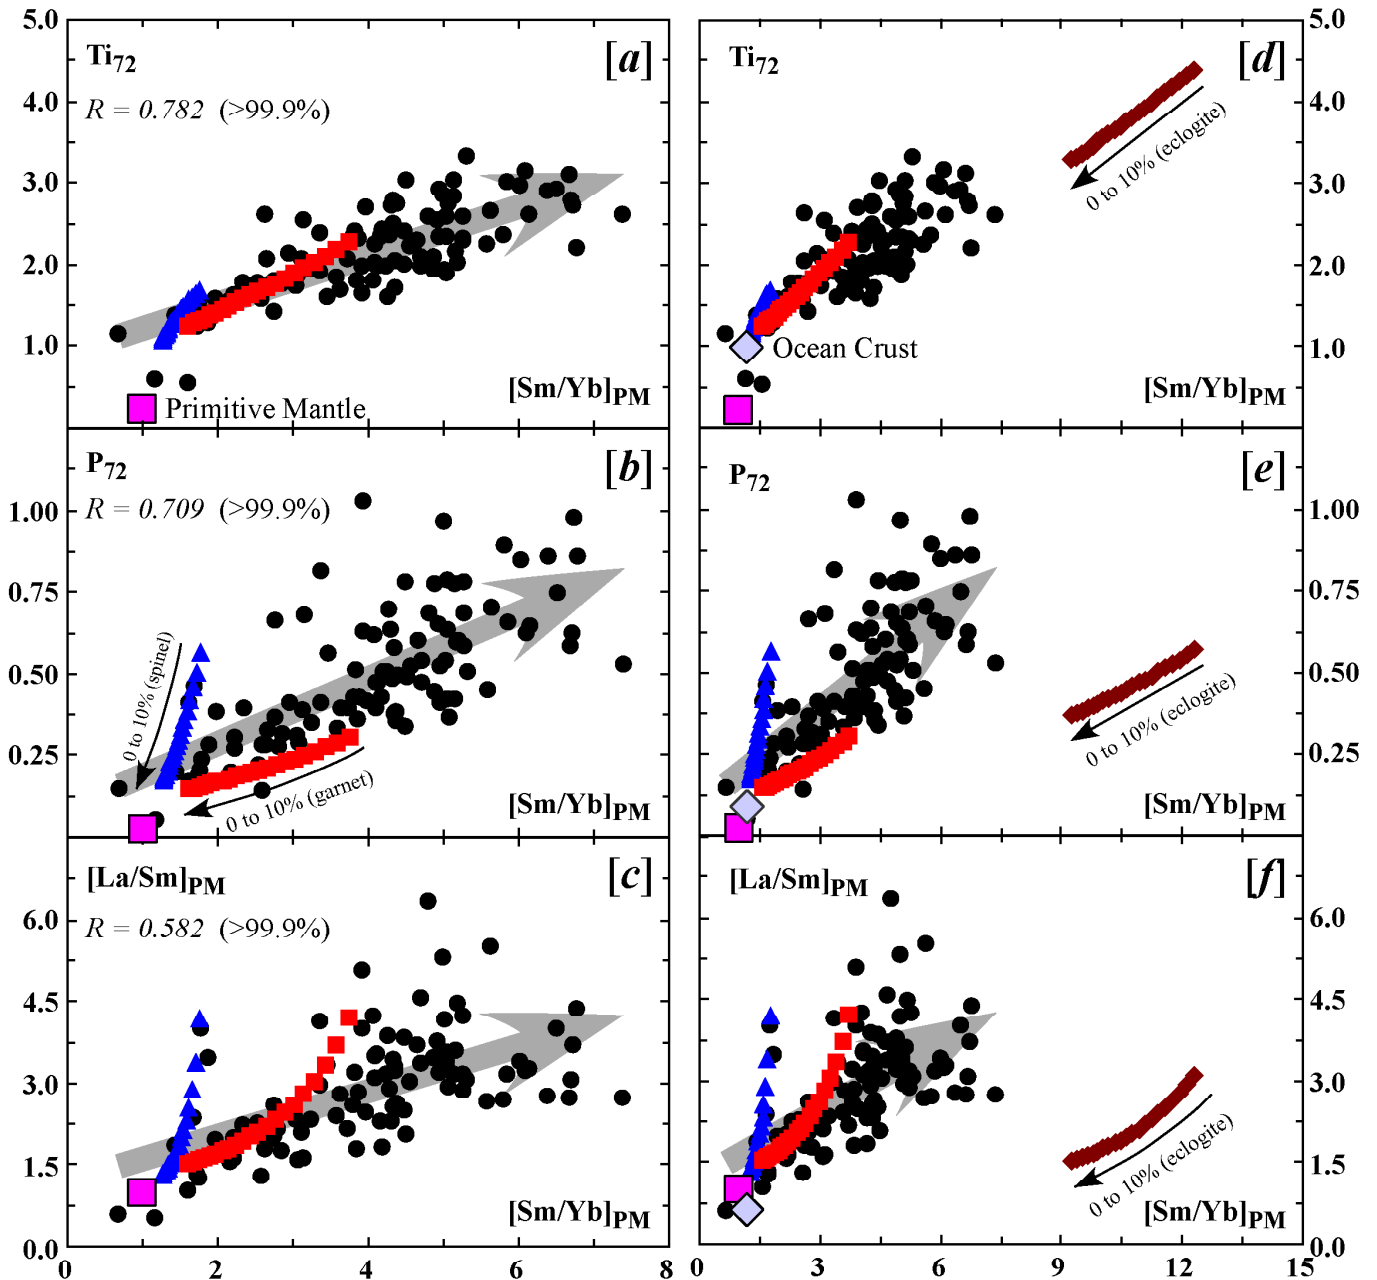 5.0
4.0
3.0
2.0
1.0
Ti72
[a]
R = 0.782 (>99.9%)
Primitive Mantle
[Sm/Yb]PM
Ti72
[d]
0 to 10% (eclogite)
Ocean Crust
[Sm/Yb]PM
5.0
4.0
3.0
2.0
1.0
1.00
0.75
0.50
0.25
P72
[b]
R = 0.709 (>99.9%)
0 to 10% (spinel)
0 to 10% (garnet)
[Sm/Yb]PM
P72
[e]
0 to 10% (eclogite)
[Sm/Yb]PM
1.00
0.75
0.50
0.25
6.0
4.5
3.0
1.5
0.0
[La/Sm]PM
[c]
R = 0.582 (>99.9%)
[Sm/Yb]PM
0 2 4 6 8
[La/Sm]PM
[f]
0 to 10% (eclogite)
[Sm/Yb]PM
6.0
4.5
3.0
1.5
0.0
0 3 6 9 12 15